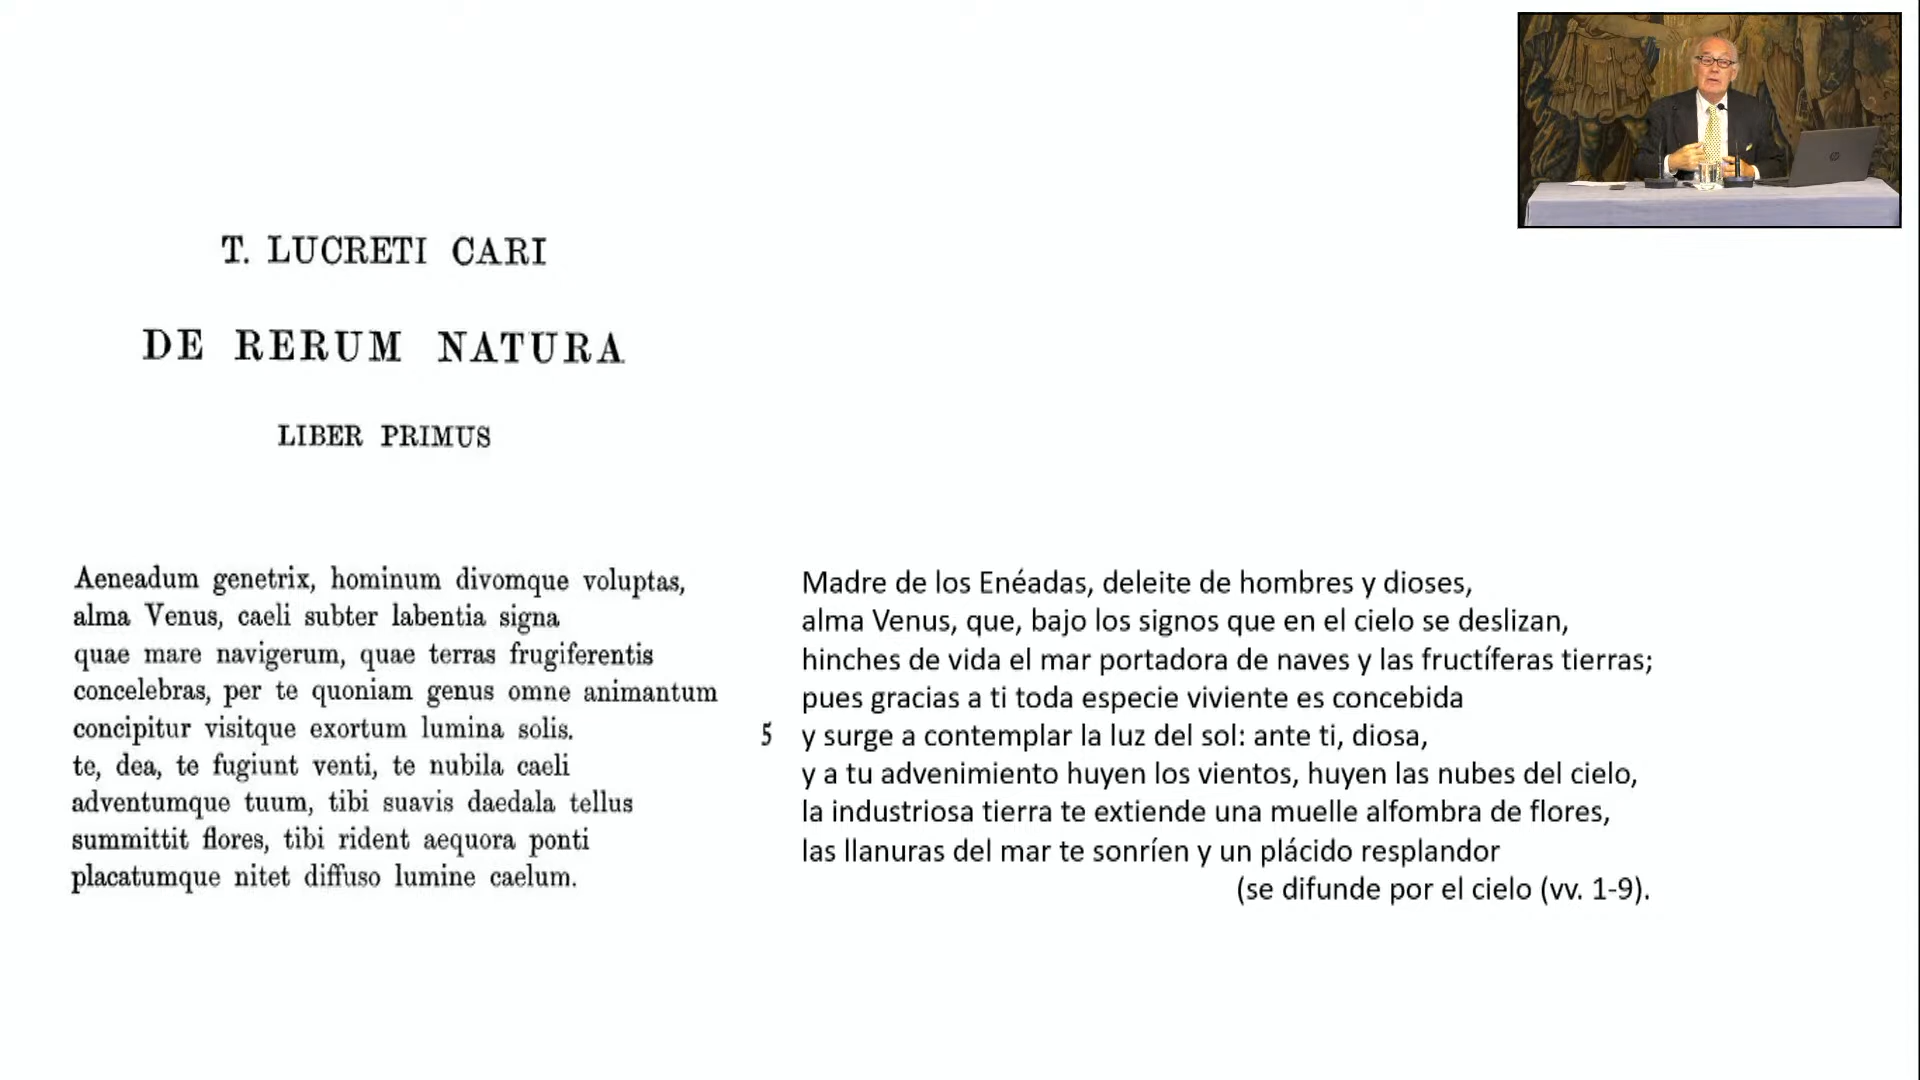 T. LUCRETI CARI
DE RERUM NATURA
LIBER PRIMUS
Aeneadum genetrix, hominum divomque voluptas,
alma Venus, caeli subter labentia signa
quae mare navigerum, quae terras frugiferentis
concelebras, per te quoniam genus omne animantum
concipitur visitque exortum lumina solis.
te, dea, te fugiunt venti, te nubila caeli
adventumque tuum, tibi suavis daedala tellus
summittit flores, tibi rident aequora ponti
placatumque nitet diffuso lumine caelum.
5
Madre de los Enéadas, deleite de hombres y dioses,
alma Venus, que, bajo los signos que en el cielo se deslizan,
hinches de vida el mar portadora de naves y las fructíferas tierras;
pues gracias a ti toda especie viviente es concebida
y surge a contemplar la luz del sol: ante ti, diosa,
y a tu advenimiento huyen los vientos, huyen las nubes del cielo,
la industriosa tierra te extiende una muelle alfombra de flores,
las llanuras del mar te sonríen y un plácido resplandor
(se difunde por el cielo (vv. 1-9).